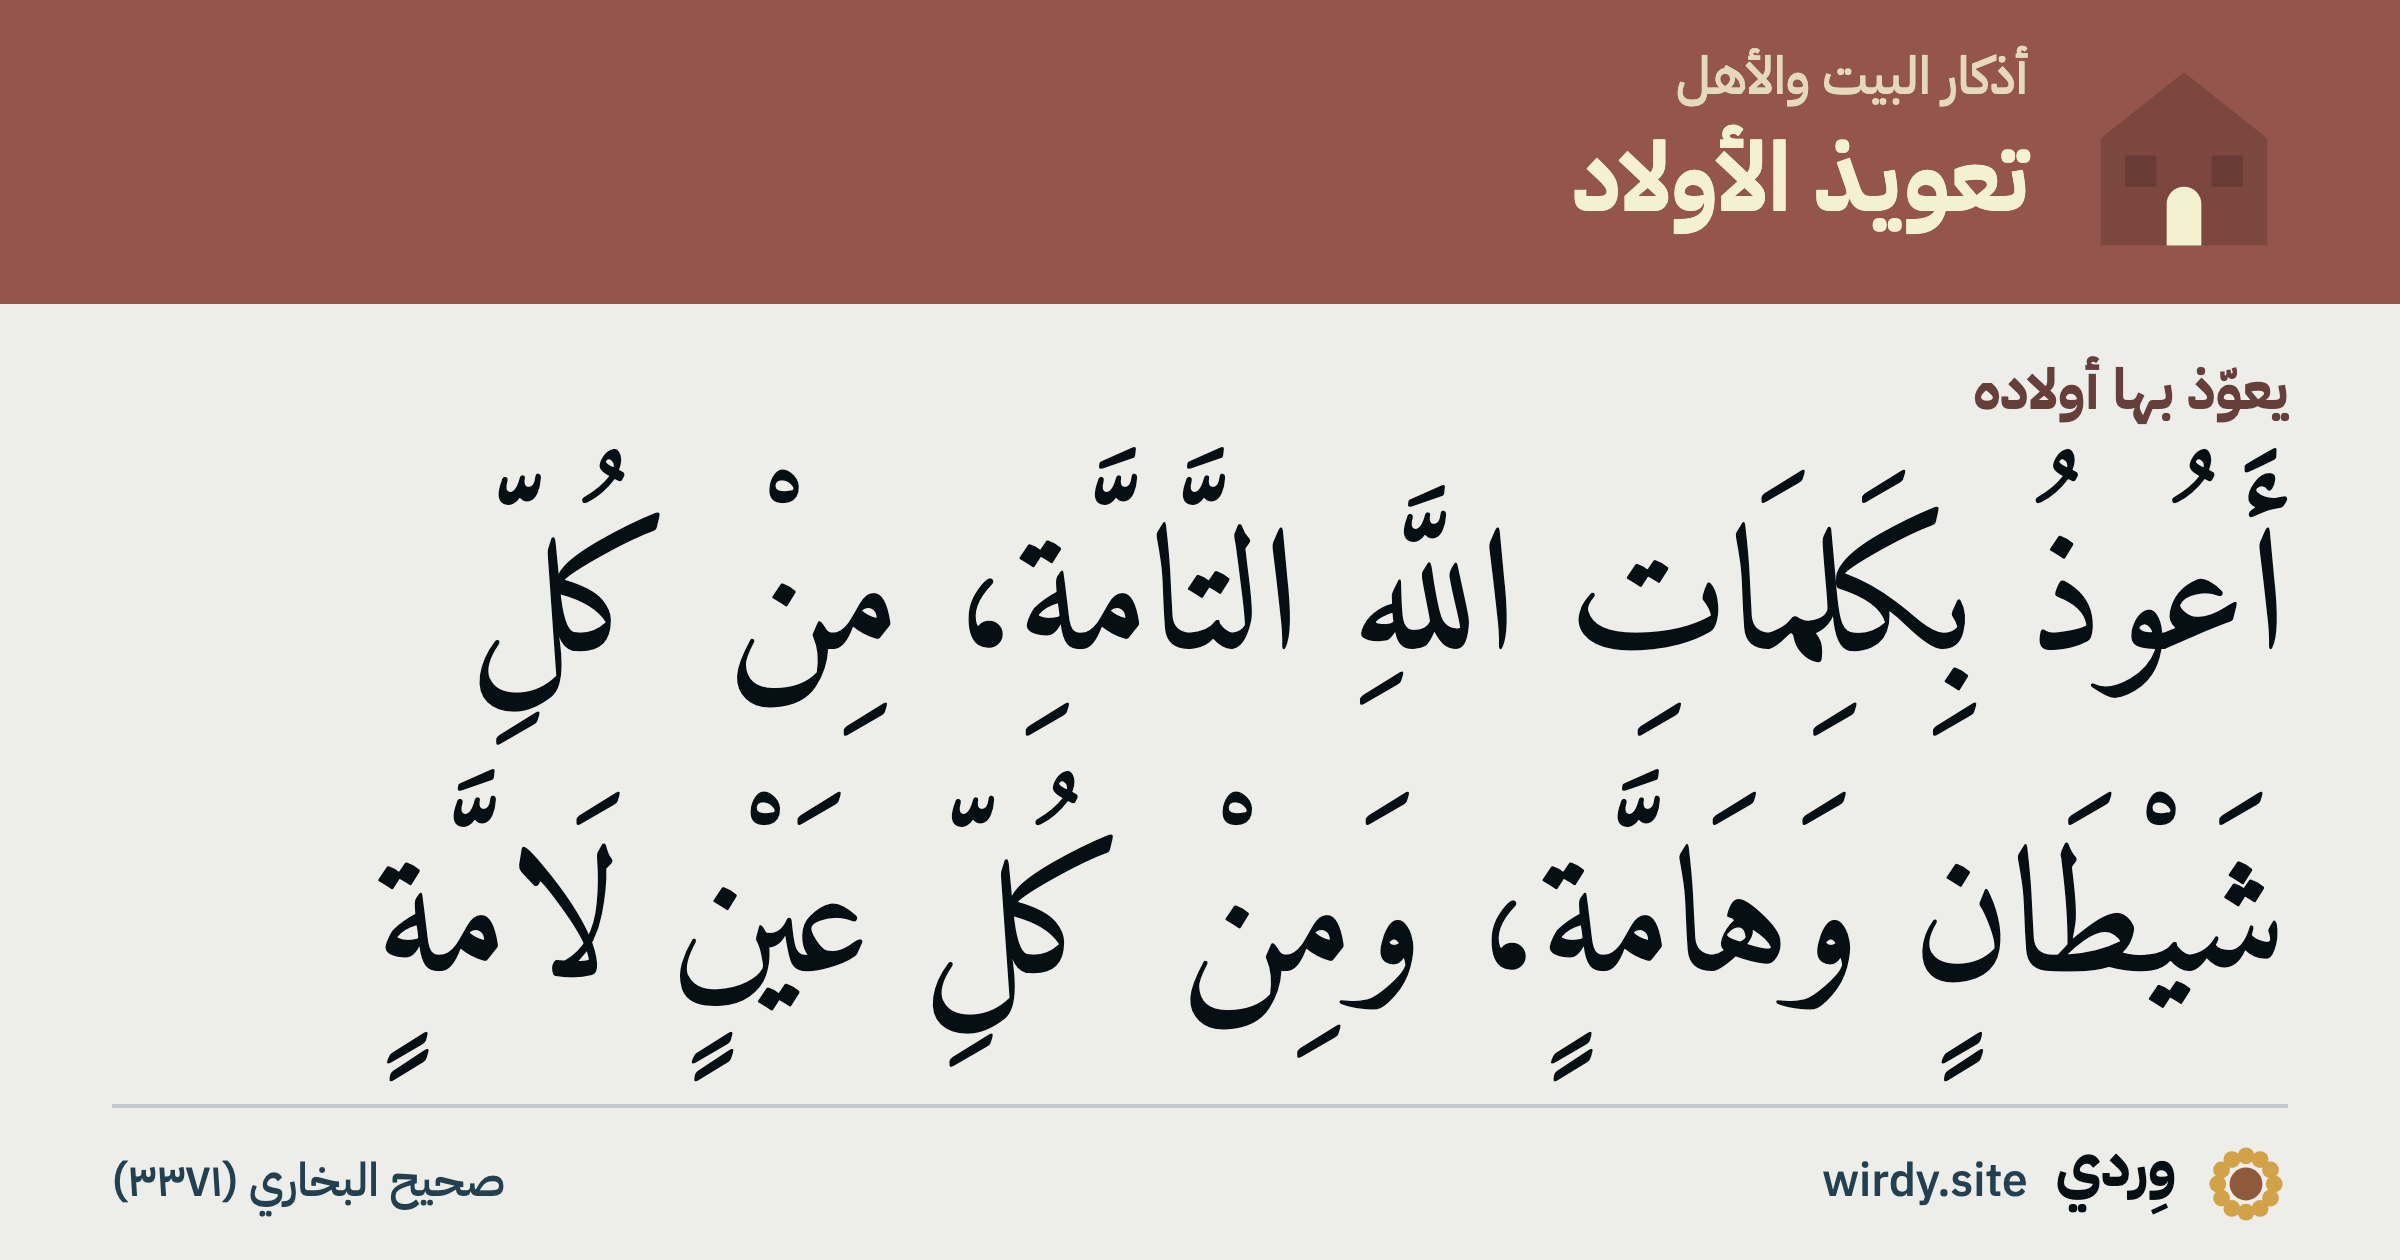 أذكار البيت والأهل
تعويذ الأولاد
يعوّذ بها أولاده
أَعُوذُ بِكَلِمَاتِ اللَّهِ التَّامَّةِ، مِنْ كُلِّ
شَيْطَانٍ وَهَامَّةٍ، وَمِنْ كُلِّ عَيْنٍ لَامَّةٍ
وِردي wirdy.site
صحيح البخاري (٣٣٧١)